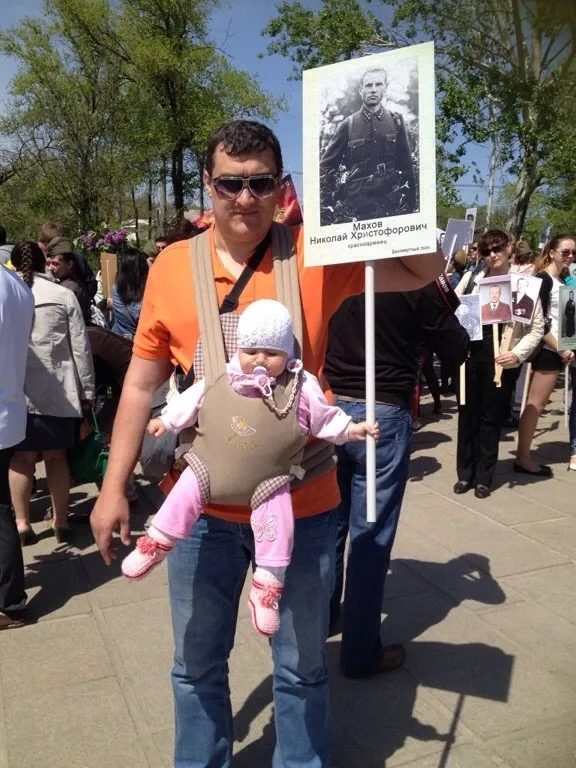 Махов
Николай Христофорович
красноармеец
Бессмертный полк